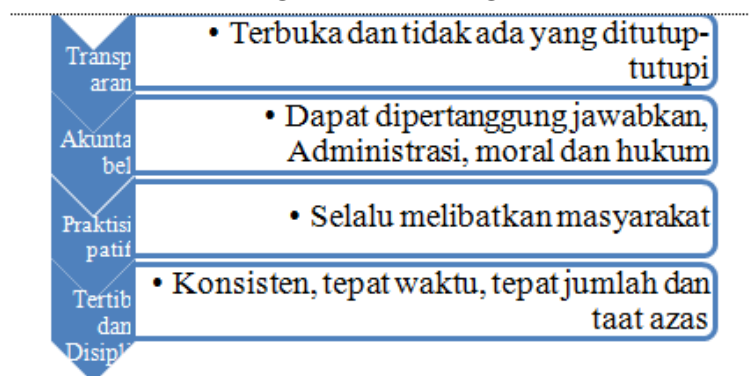 Transp
aran
• Terbuka dan tidak ada yang ditutup-
tutupi
Akunta
bel
• Dapat dipertanggung jawabkan,
Administrasi, moral dan hukum
Praktisi
patif
• Selalu melibatkan masyarakat
Tertib
dan
Disipl
• Konsisten, tepat waktu, tepat jumlah dan
taat azas